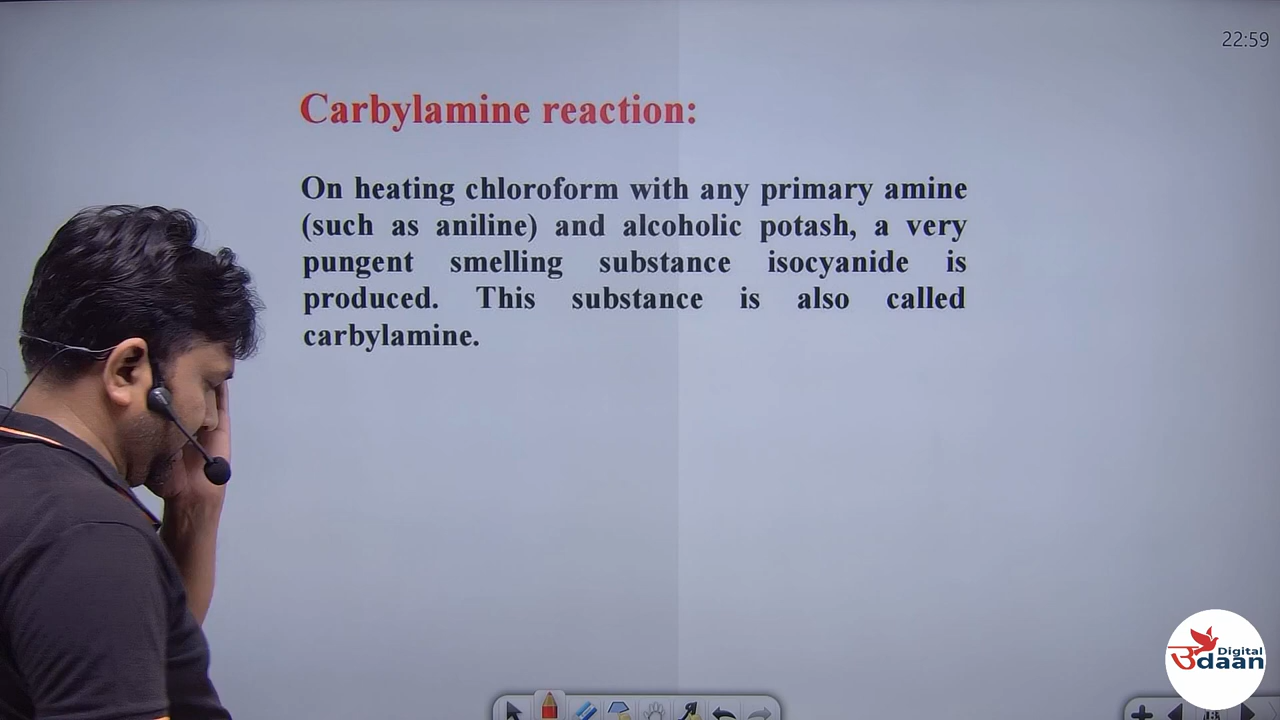 22:59
Carbylamine reaction:
On heating chloroform with any primary amine
(such as aniline) and alcoholic potash, a very
pungent smelling substance isocyanide is
produced. This substance is also called
carbylamine.
Digital
उdaan